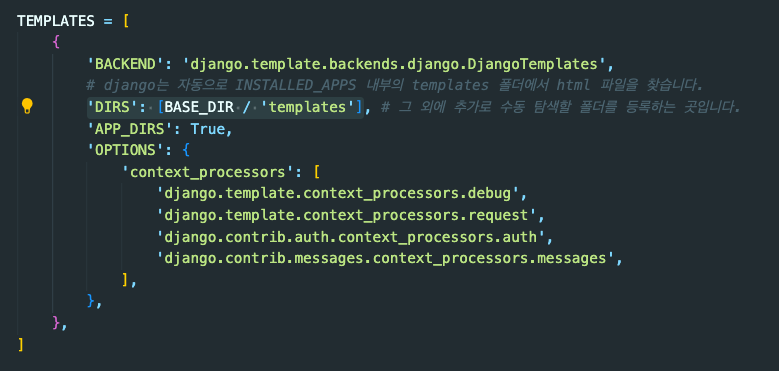 TEMPLATES = [
    {
        'BACKEND': 'django.template.backends.django.DjangoTemplates',
        # django는 자동으로 INSTALLED_APPS 내부의 templates 폴더에서 html 파일을 찾습니다.
        'DIRS': [BASE_DIR / 'templates'], # 그 외에 추가로 수동 탐색할 폴더를 등록하는 곳입니다.
        'APP_DIRS': True,
        'OPTIONS': {
            'context_processors': [
                'django.template.context_processors.debug',
                'django.template.context_processors.request',
                'django.contrib.auth.context_processors.auth',
                'django.contrib.messages.context_processors.messages',
            ],
        },
    },
]